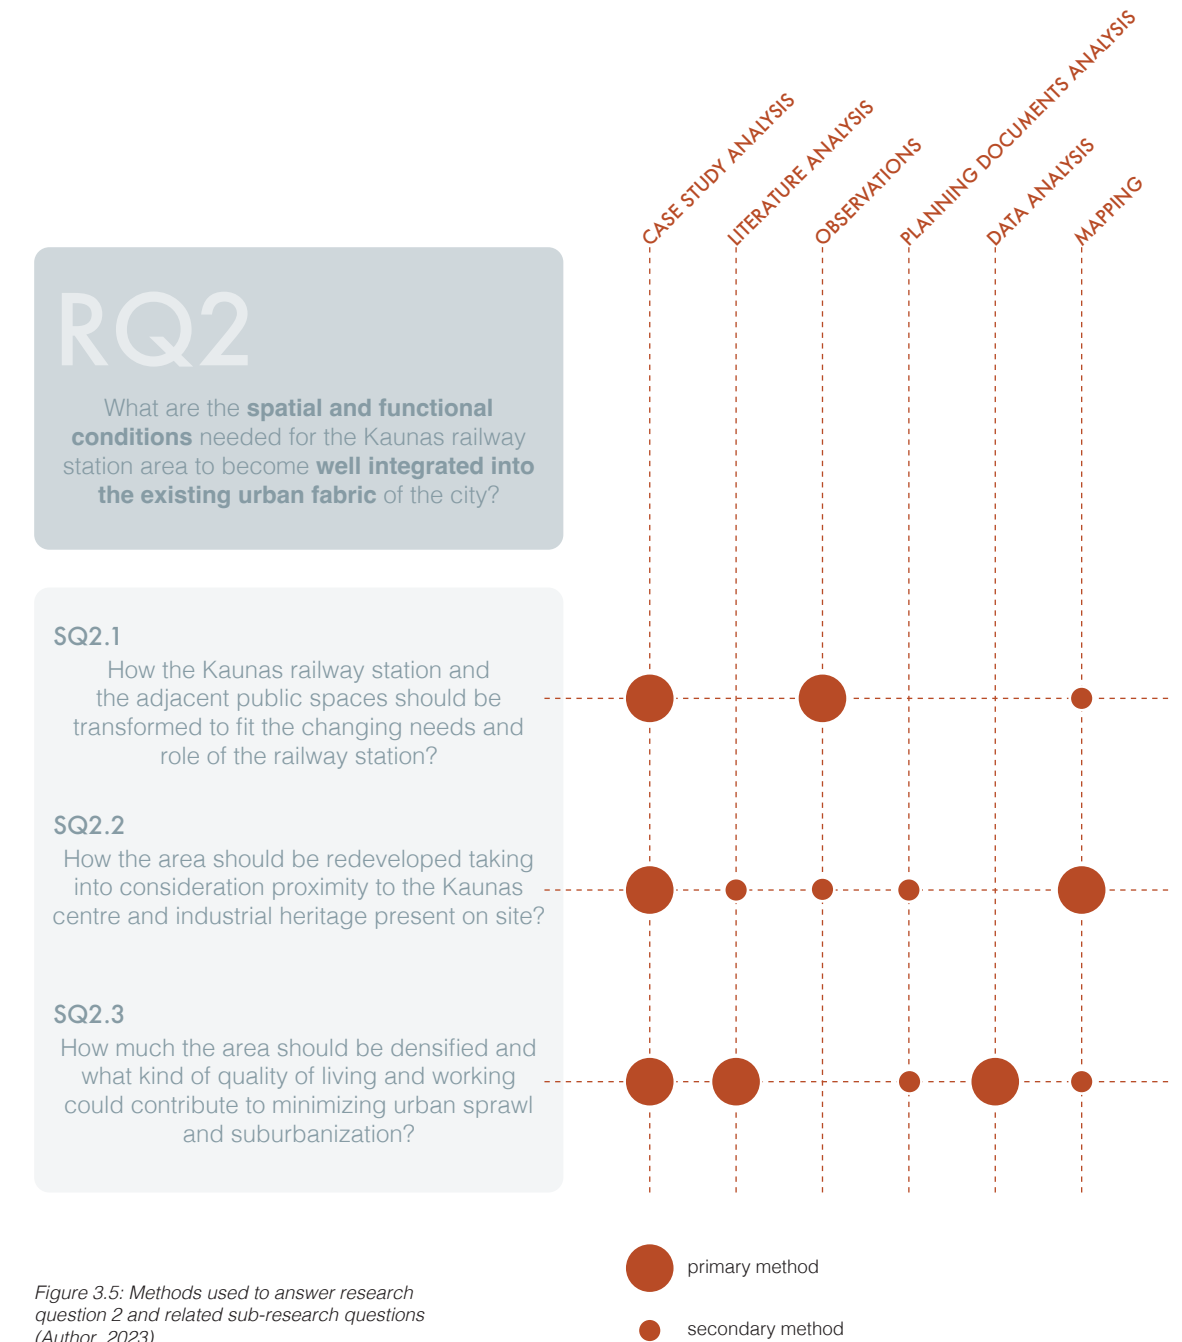 CASE STUDY ANALYSIS
LITERATURE ANALYSIS
OBSERVATIONS
PLANNING DOCUMENTS ANALYSIS
DATA ANALYSIS
MAPPING
RQ2
What are the spatial and functional
conditions needed for the Kaunas railway
station area to become well integrated into
the existing urban fabric of the city?
SQ2.1
How the Kaunas railway station and
the adjacent public spaces should be
transformed to fit the changing needs and
role of the railway station?
SQ2.2
How the area should be redeveloped taking
into consideration proximity to the Kaunas
centre and industrial heritage present on site?
SQ2.3
How much the area should be densified and
what kind of quality of living and working
could contribute to minimizing urban sprawl
and suburbanization?
primary method
secondary method
Figure 3.5: Methods used to answer research
question 2 and related sub-research questions
(Author, 2023)